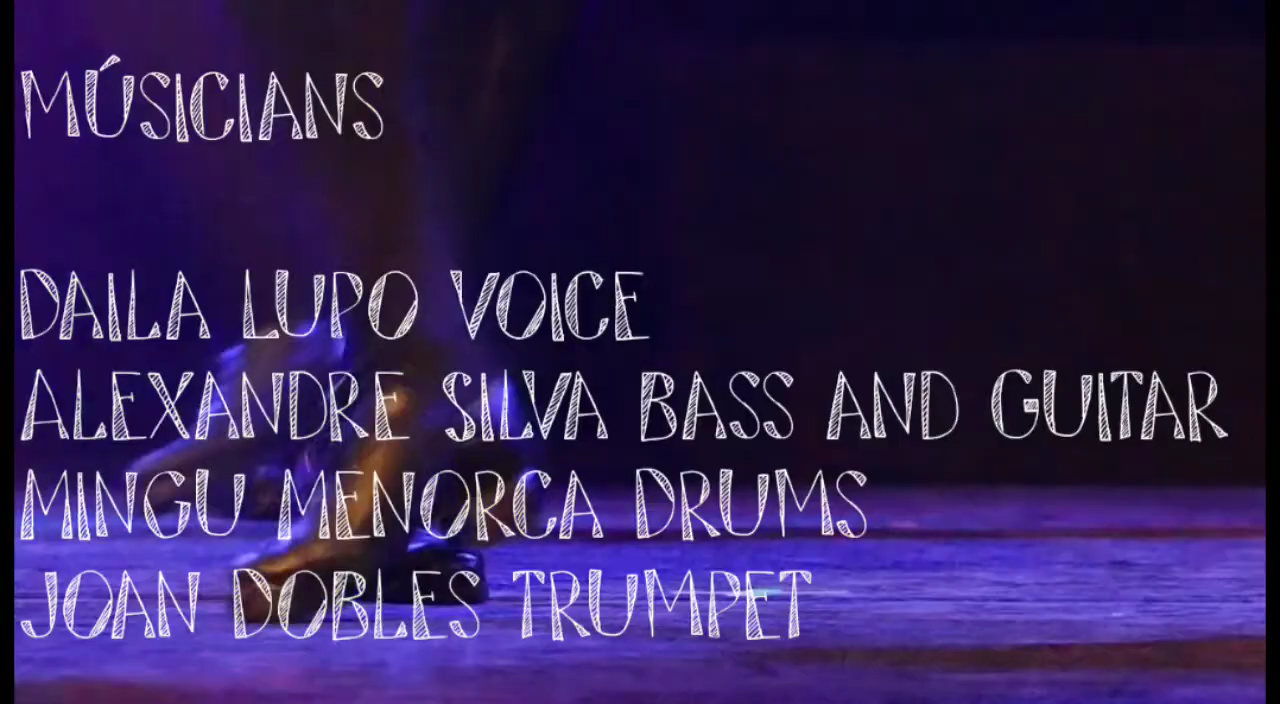 MÚSICIANS
DAILA LUPO VOICE
ALEXANDRE SILVA BASS AND GUITAR
MINGU MENORCA DRUMS
JOAN DOBLES TRUMPET